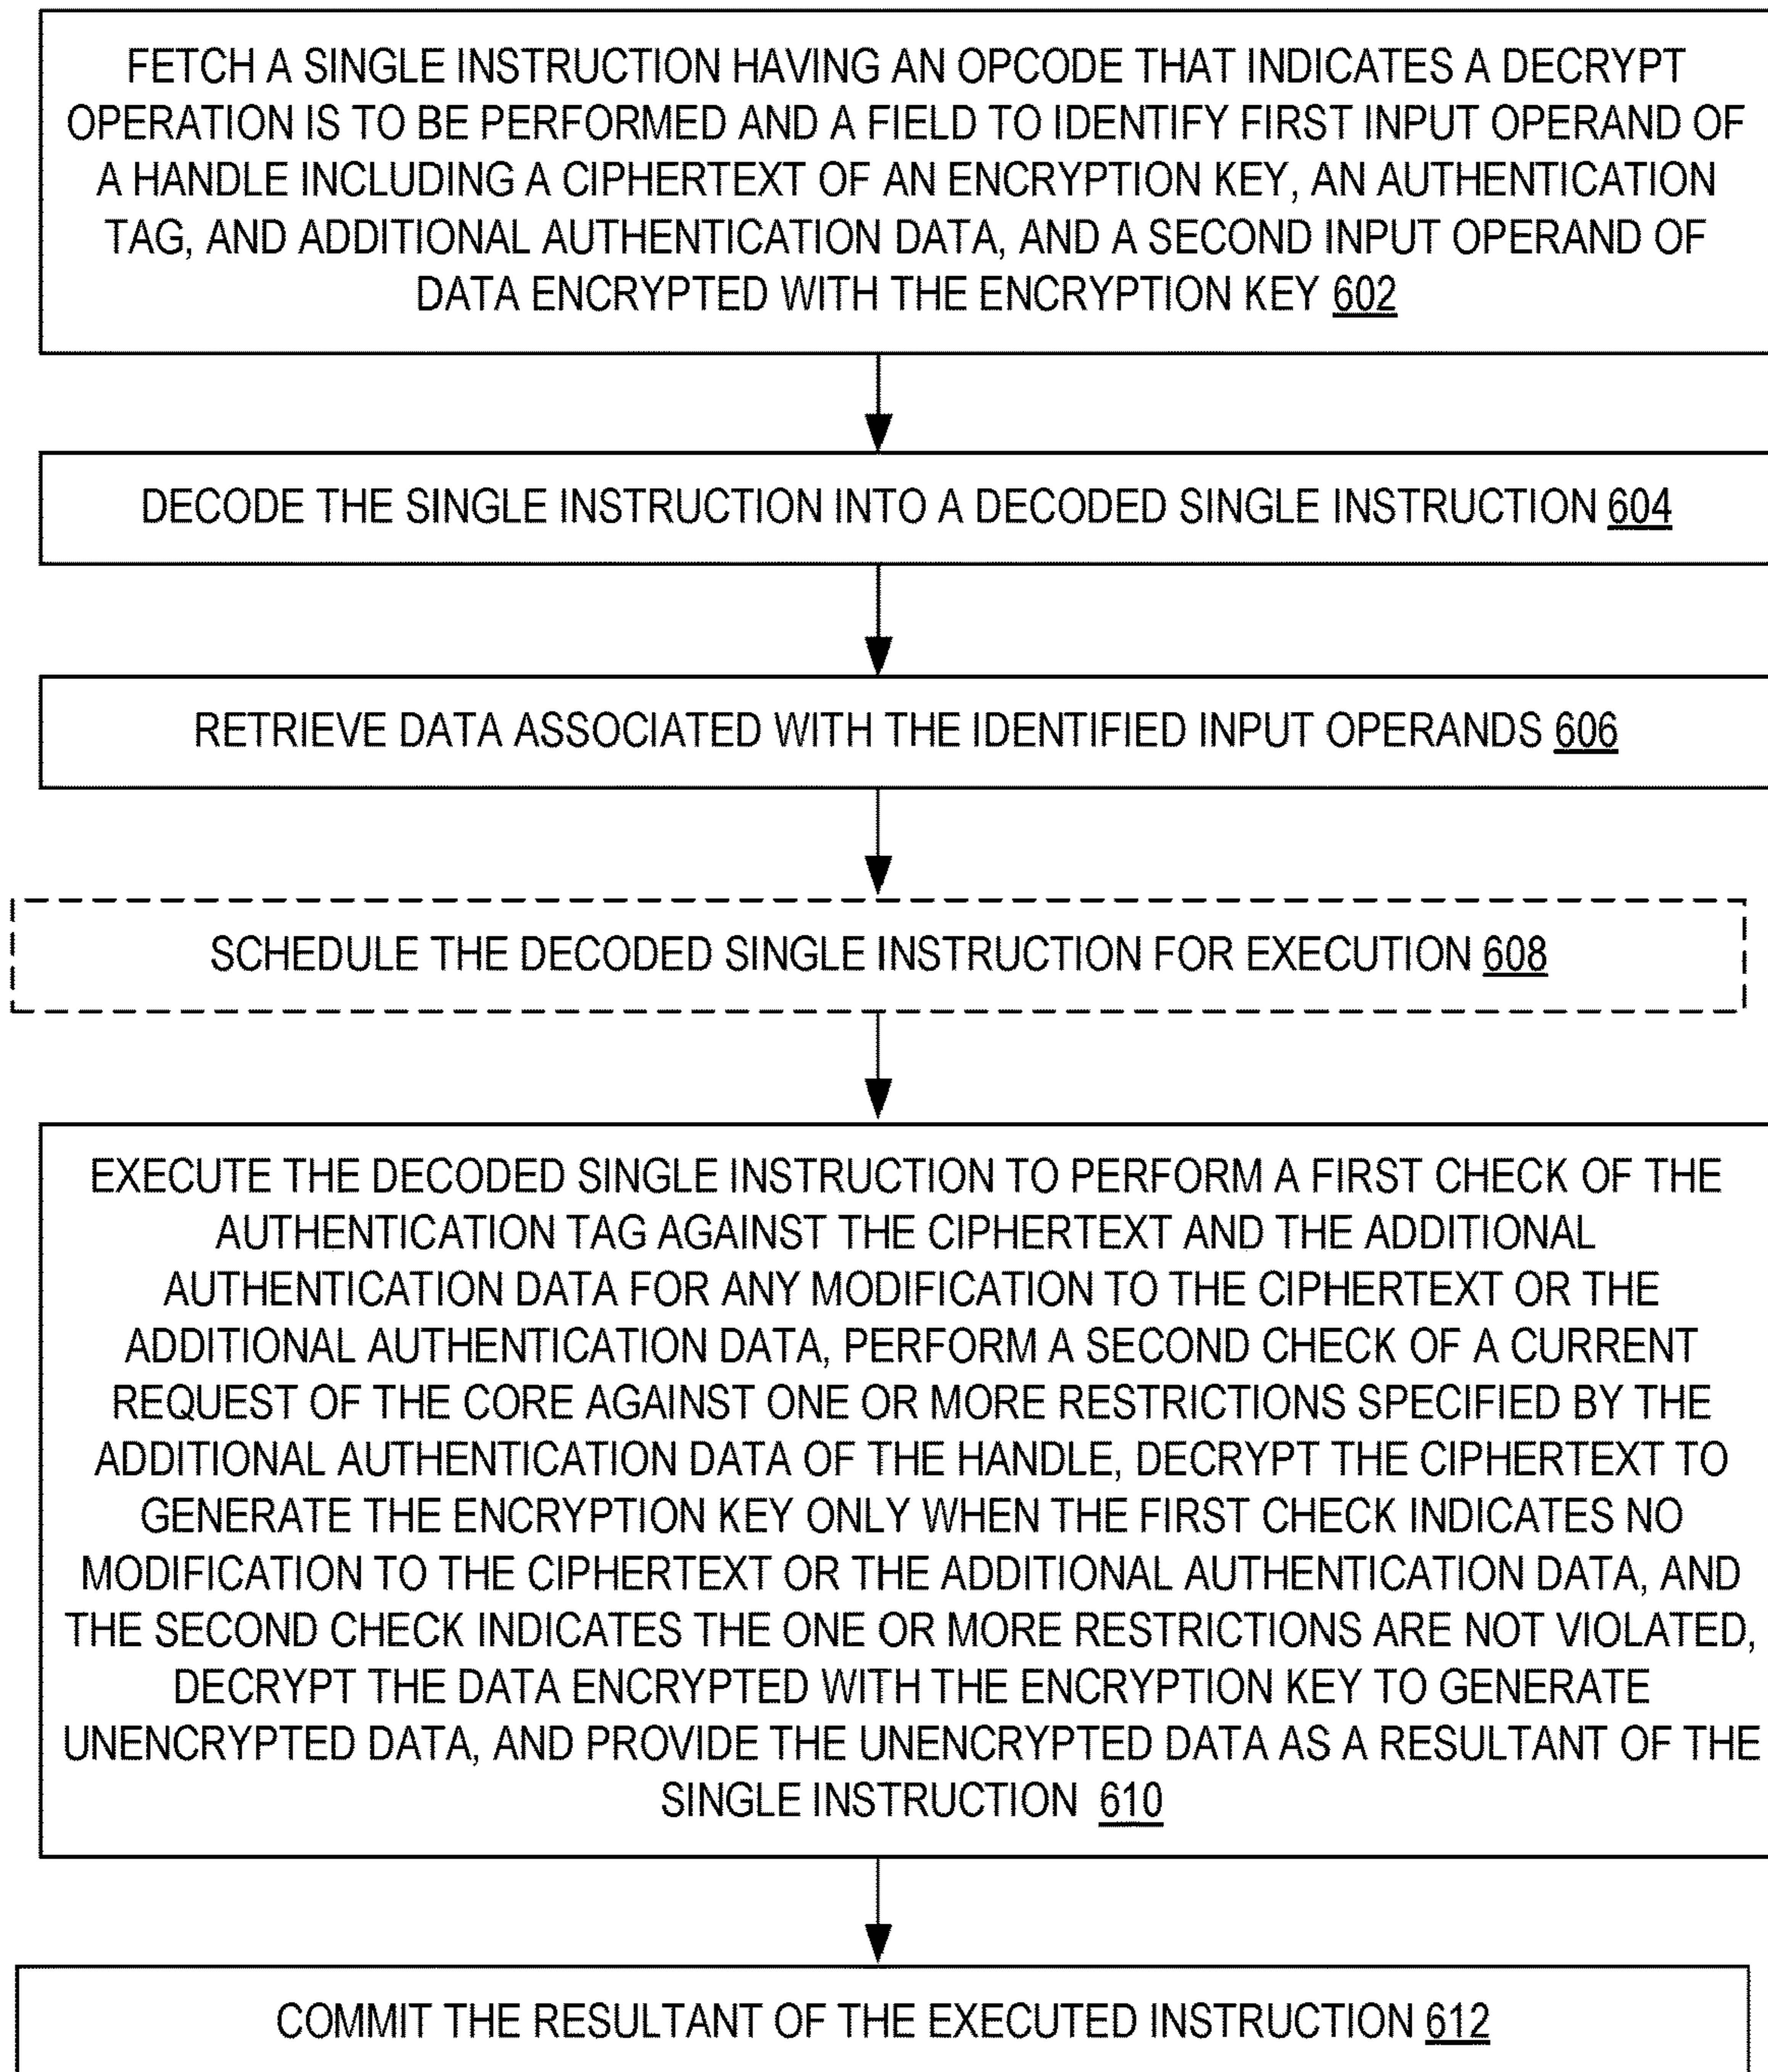 FETCH A SINGLE INSTRUCTION HAVING AN OPCODE THAT INDICATES A DECRYPT
OPERATION IS TO BE PERFORMED AND A FIELD TO IDENTIFY FIRST INPUT OPERAND OF
A HANDLE INCLUDING A CIPHERTEXT OF AN ENCRYPTION KEY, AN AUTHENTICATION
TAG, AND ADDITIONAL AUTHENTICATION DATA, AND A SECOND INPUT OPERAND OF
DATA ENCRYPTED WITH THE ENCRYPTION KEY 602
DECODE THE SINGLE INSTRUCTION INTO A DECODED SINGLE INSTRUCTION 604
RETRIEVE DATA ASSOCIATED WITH THE IDENTIFIED INPUT OPERANDS 606
SCHEDULE THE DECODED SINGLE INSTRUCTION FOR EXECUTION 608
EXECUTE THE DECODED SINGLE INSTRUCTION TO PERFORM A FIRST CHECK OF THE
AUTHENTICATION TAG AGAINST THE CIPHERTEXT AND THE ADDITIONAL
AUTHENTICATION DATA FOR ANY MODIFICATION TO THE CIPHERTEXT OR THE
ADDITIONAL AUTHENTICATION DATA, PERFORM A SECOND CHECK OF A CURRENT
REQUEST OF THE CORE AGAINST ONE OR MORE RESTRICTIONS SPECIFIED BY THE
ADDITIONAL AUTHENTICATION DATA OF THE HANDLE, DECRYPT THE CIPHERTEXT TO
GENERATE THE ENCRYPTION KEY ONLY WHEN THE FIRST CHECK INDICATES NO
MODIFICATION TO THE CIPHERTEXT OR THE ADDITIONAL AUTHENTICATION DATA, AND
THE SECOND CHECK INDICATES THE ONE OR MORE RESTRICTIONS ARE NOT VIOLATED,
DECRYPT THE DATA ENCRYPTED WITH THE ENCRYPTION KEY TO GENERATE
UNENCRYPTED DATA, AND PROVIDE THE UNENCRYPTED DATA AS A RESULTANT OF THE
SINGLE INSTRUCTION 610
COMMIT THE RESULTANT OF THE EXECUTED INSTRUCTION 612